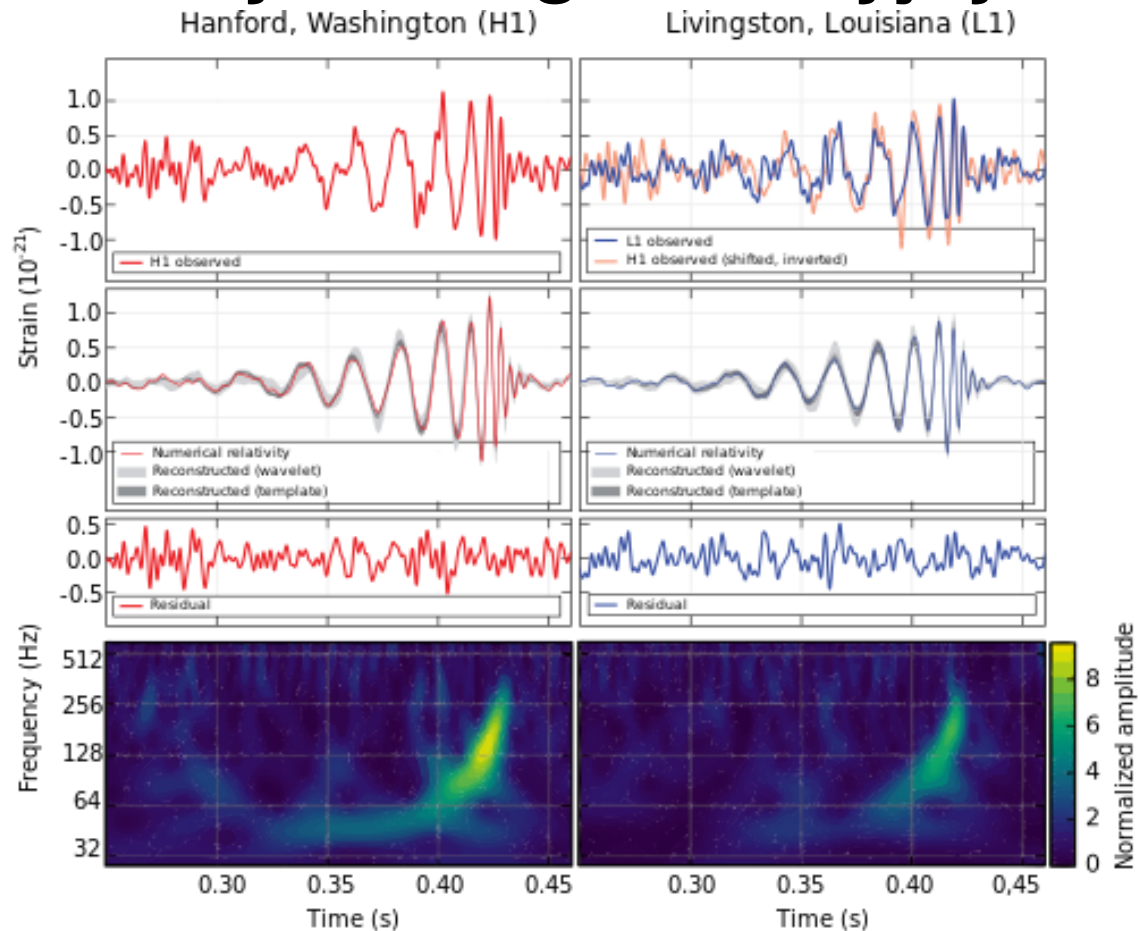 Hanford, Washington (H1)
Livingston, Louisiana (L1)
Strain (10-21)
1.0
0.5
0.0
-0.5
-1.0
H1 observed
L1 observed
H1 observed (shifted, inverted)
1.0
0.5
0.0
-0.5
-1.0
Numerical relativity
Reconstructed (wavelet)
Reconstructed (template)
Numerical relativity
Reconstructed (wavelet)
Reconstructed (template)
0.5
0.0
-0.5
Residual
Residual
Frequency (Hz)
512
256
128
64
32
Normalized amplitude
8
6
4
2
0
0.30 0.35 0.40 0.45
0.30 0.35 0.40 0,45
Time (s)
Time (s)